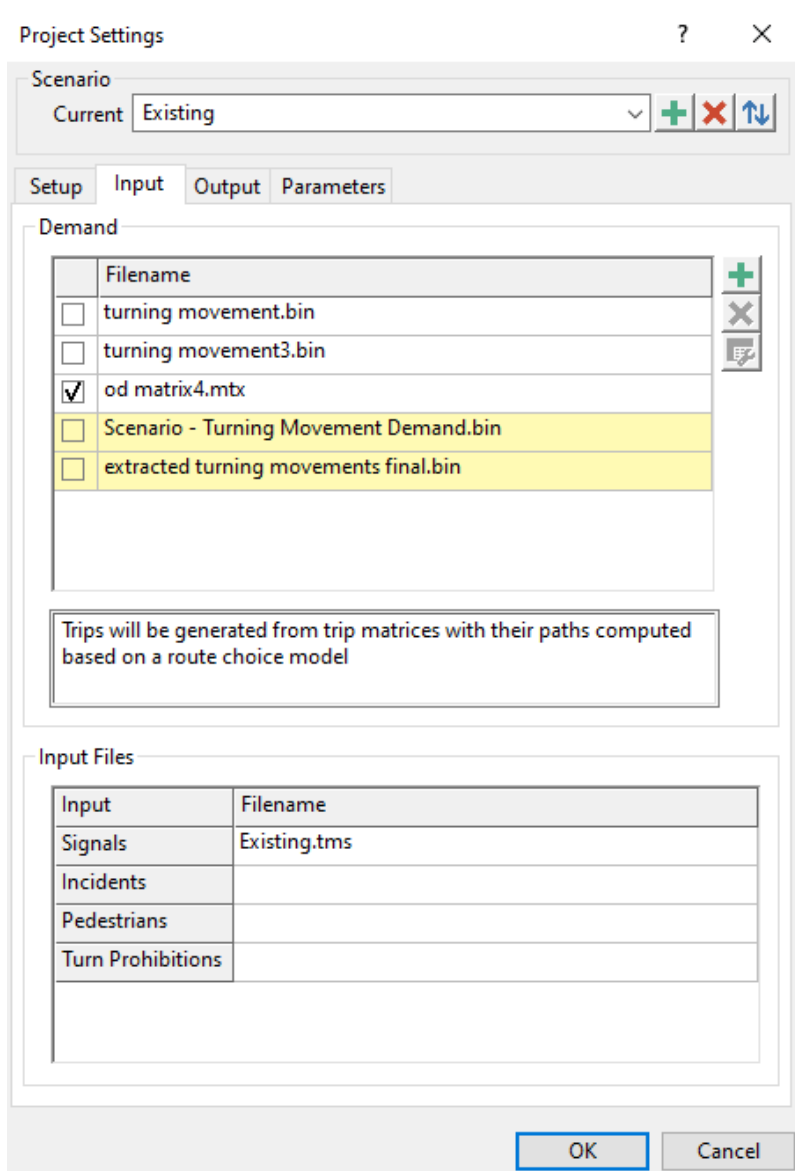 Project Settings
?
Scenario
Current Existing
Setup Input Output Parameters
Demand
Filename
turning movement.bin
turning movement3.bin
od matrix4.mtx
Scenario - Turning Movement Demand.bin
extracted turning movements final.bin
Trips will be generated from trip matrices with their paths computed
based on a route choice model
Input Files
Input Filename
Signals Existing.tms
Incidents
Pedestrians
Turn Prohibitions
OK Cancel